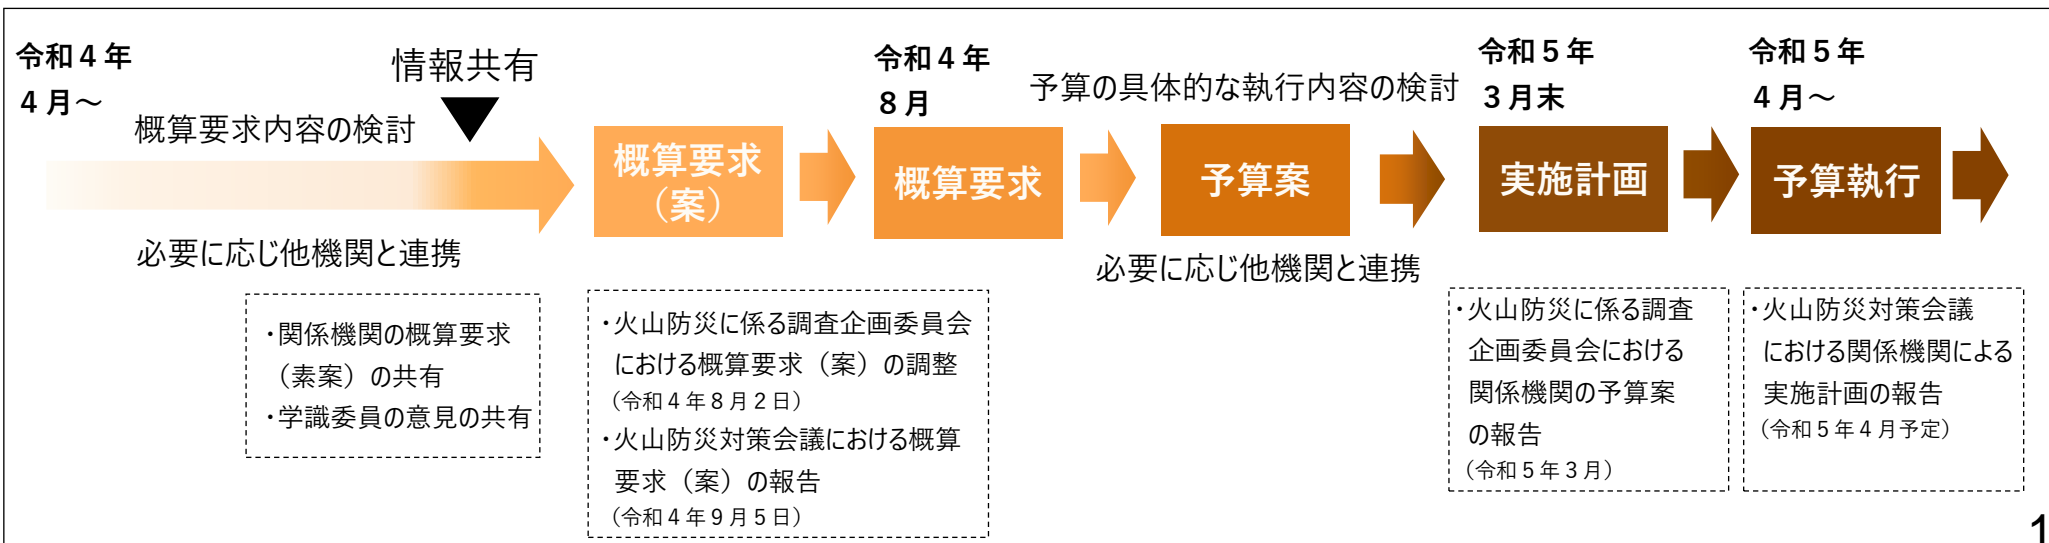 令和４年
４月～
情報共有
概算要求内容の検討
必要に応じ他機関と連携
・関係機関の概算要求
（素案）の共有
・学識委員の意見の共有
概算要求
（案）
・火山防災に係る調査企画委員会
における概算要求（案）の調整
（令和４年８月２日）
・火山防災対策会議における概算
要求（案）の報告
（令和４年９月５日）
令和４年
８月
概算要求
予算の具体的な執行内容の検討
予算案
必要に応じ他機関と連携
令和５年
３月末
実施計画
・火山防災に係る調査
企画委員会における
関係機関の予算案
の報告
（令和５年３月）
令和５年
４月～
予算執行
・火山防災対策会議
における関係機関による
実施計画の報告
（令和５年４月予定）
1